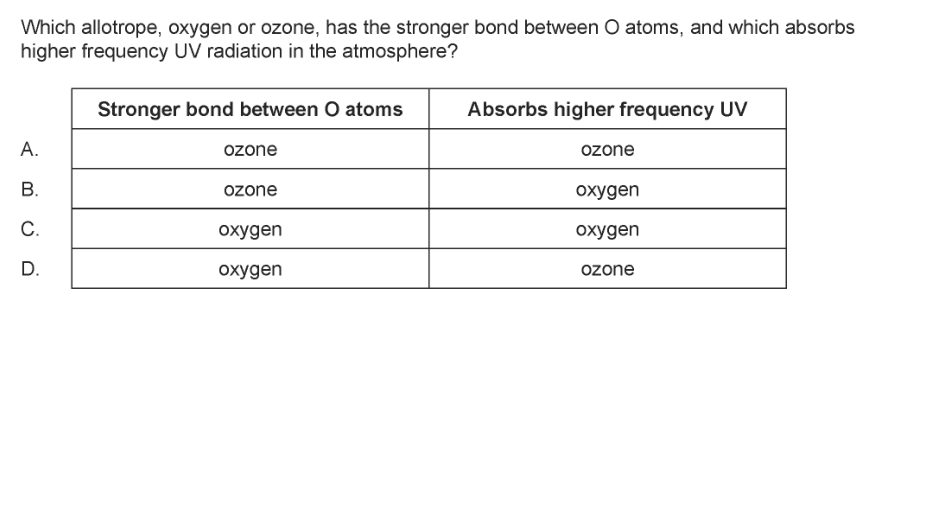 Which allotrope, oxygen or ozone, has the stronger bond between O atoms, and which absorbs
higher frequency UV radiation in the atmosphere?
Stronger bond between O atoms Absorbs higher frequency UV
A. ozone ozone
B. ozone oxygen
C. oxygen oxygen
D. oxygen ozone